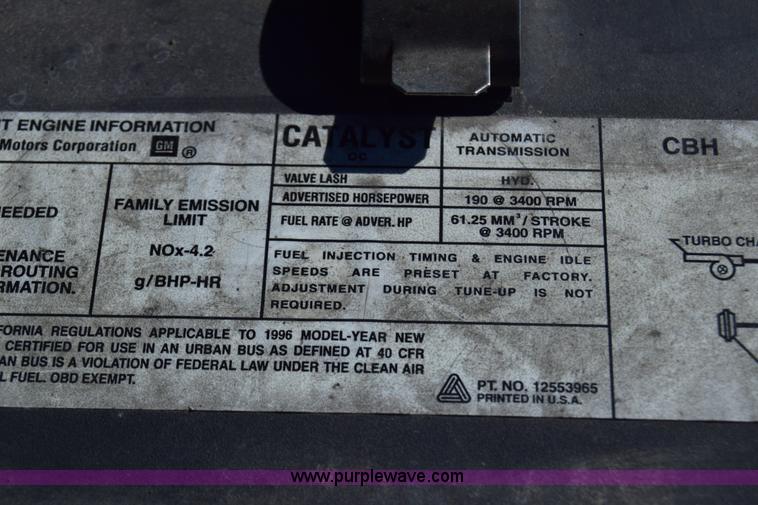 T ENGINE INFORMATION
Motors Corporation GM ®
EEDED
ENANCE
ROUTING
RMATION.
FAMILY EMISSION
LIMIT
NOx-4.2
g/BHP-HR
CATALYST
OC
AUTOMATIC
TRANSMISSION
VALVE LASH HYD.
ADVERTISED HORSEPOWER 190 @ 3400 RPM
FUEL RATE @ ADVER. HP 61.25 MM³/ STROKE
@ 3400 RPM
FUEL INJECTION TIMING & ENGINE IDLE
SPEEDS ARE PRESET AT FACTORY.
ADJUSTMENT DURING TUNE-UP IS NOT
REQUIRED.
IFORNIA REGULATIONS APPLICABLE TO 1996 MODEL-YEAR NEW
CERTIFIED FOR USE IN AN URBAN BUS AS DEFINED AT 40 CFR
AN BUS IS A VIOLATION OF FEDERAL LAW UNDER THE CLEAN AIR
L FUEL. OBD EXEMPT.
PT. NO. 12553965
PRINTED IN U.S.A.
CBH
TURBO CHA
www.purplewave.com